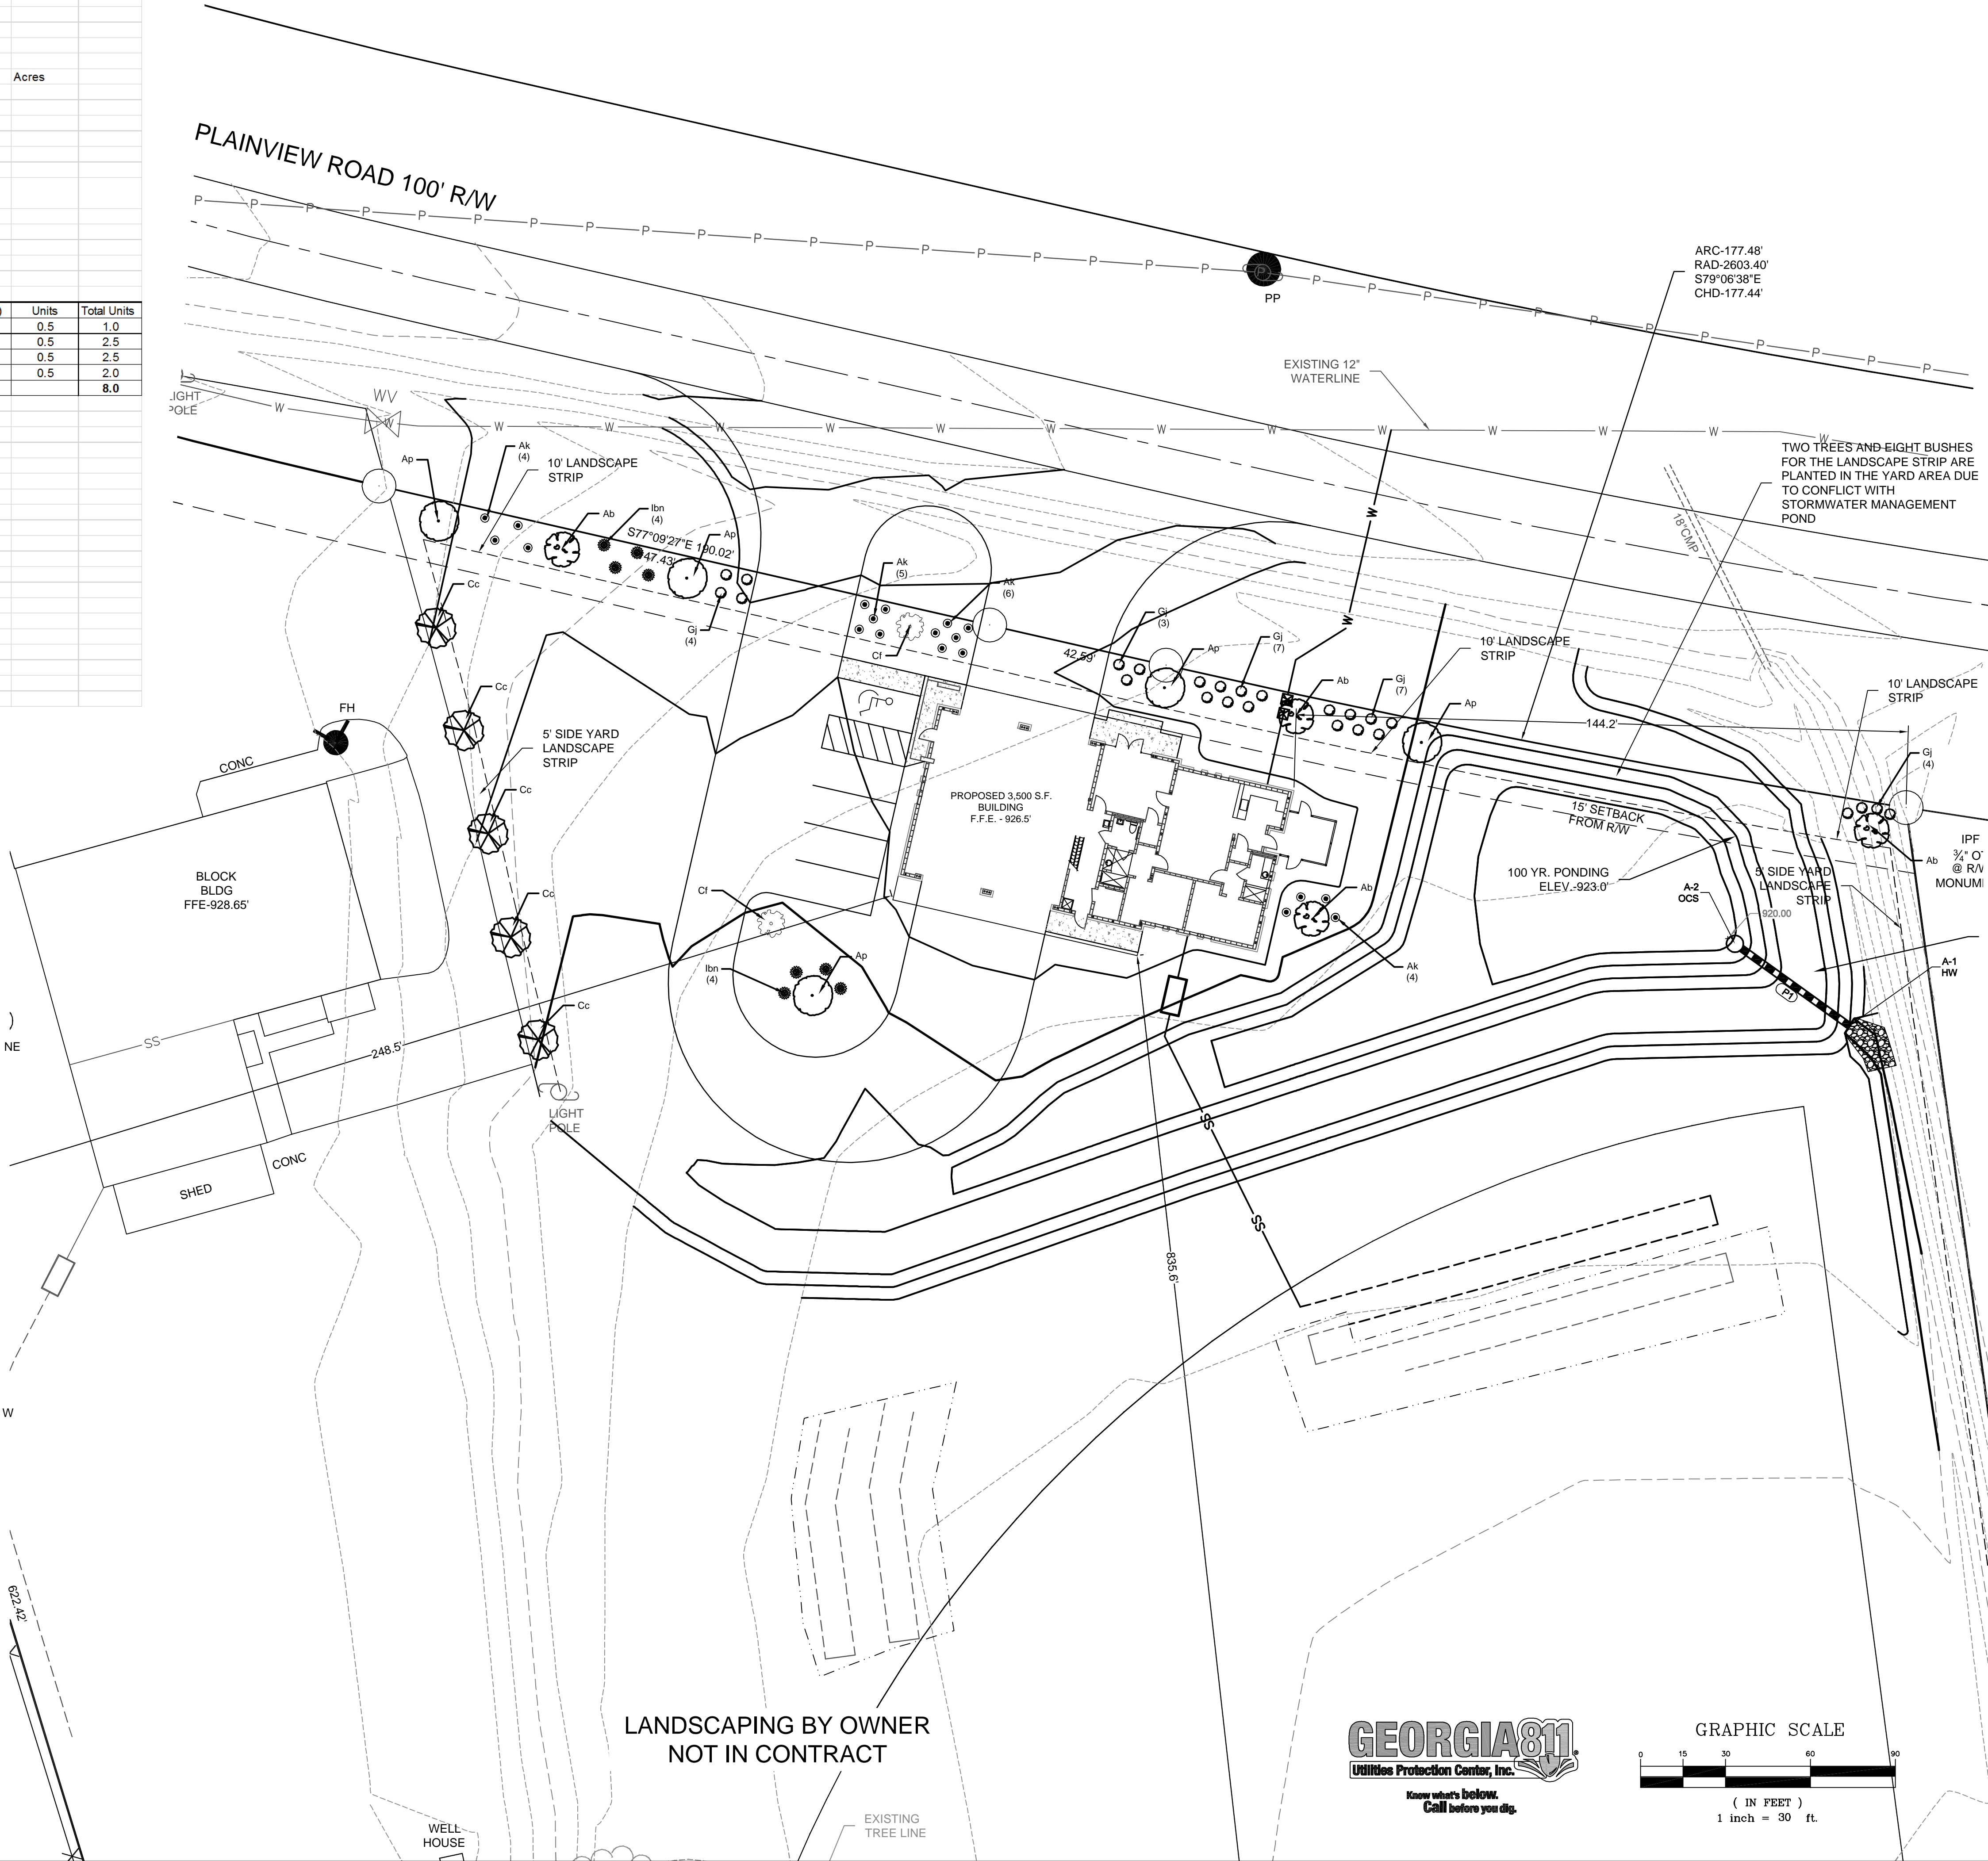 Acres
Units Total Units
0.5 1.0
0.5 2.5
0.5 2.5
0.5 2.0
8.0
PLAINVIEW ROAD 100' R/W
P P P P P P P P P P P P P P P P P P P
P
P P P P P P P P P P P P
PP
ARC-177.48'
RAD-2603.40'
S79°06'38"E
CHD-177.44'
EXISTING 12"
WATERLINE
LIGHT
POLE
WV
W W W W W W W W W W W W W W W
TWO TREES AND EIGHT BUSHES
FOR THE LANDSCAPE STRIP ARE
PLANTED IN THE YARD AREA DUE
TO CONFLICT WITH
STORMWATER MANAGEMENT
POND
18"CMP
Ap
Ak
(4)
10' LANDSCAPE
STRIP
Ab
Ibn
(4)
S77°09'27"E 190.02'
47.43'
Ap
W
W
Ak
(5)
Ak
(6)
Cc
Gj
(4)
Cf
Gj
(3)
42.59'
Ap
Gj
(7)
10' LANDSCAPE
STRIP
Ab
Gj
(7)
Ap
144.2'
10' LANDSCAPE
STRIP
Gj
(4)
Cc
FH
CONC
5' SIDE YARD
LANDSCAPE
STRIP
Cc
PROPOSED 3,500 S.F.
BUILDING
F.F.E. - 926.5'
15' SETBACK
FROM R/W
IPF
Ab
@ R/W
BLOCK
BLDG
FFE-928.65'
100 YR. PONDING
ELEV.-923.0'
5' SIDE YARD
LANDSCAPE
STRIP
A-2
OCS
920.00
Cc
Cf
Ab
Ap
Ibn
(4)
Ak
(4)
A-1
HW
P1
Cc
)
NE
SS
248.5'
LIGHT
POLE
SS
CONC
SHED
SS
835.6'
W
622.42'
LANDSCAPING BY OWNER
NOT IN CONTRACT
GEORGIA811
Utilities Protection Center, Inc.
®
Know what's below.
Call before you dig.
GRAPHIC SCALE
0 15 30 60 90
( IN FEET )
1 inch = 30 ft.
EXISTING
TREE LINE
WELL
HOUSE